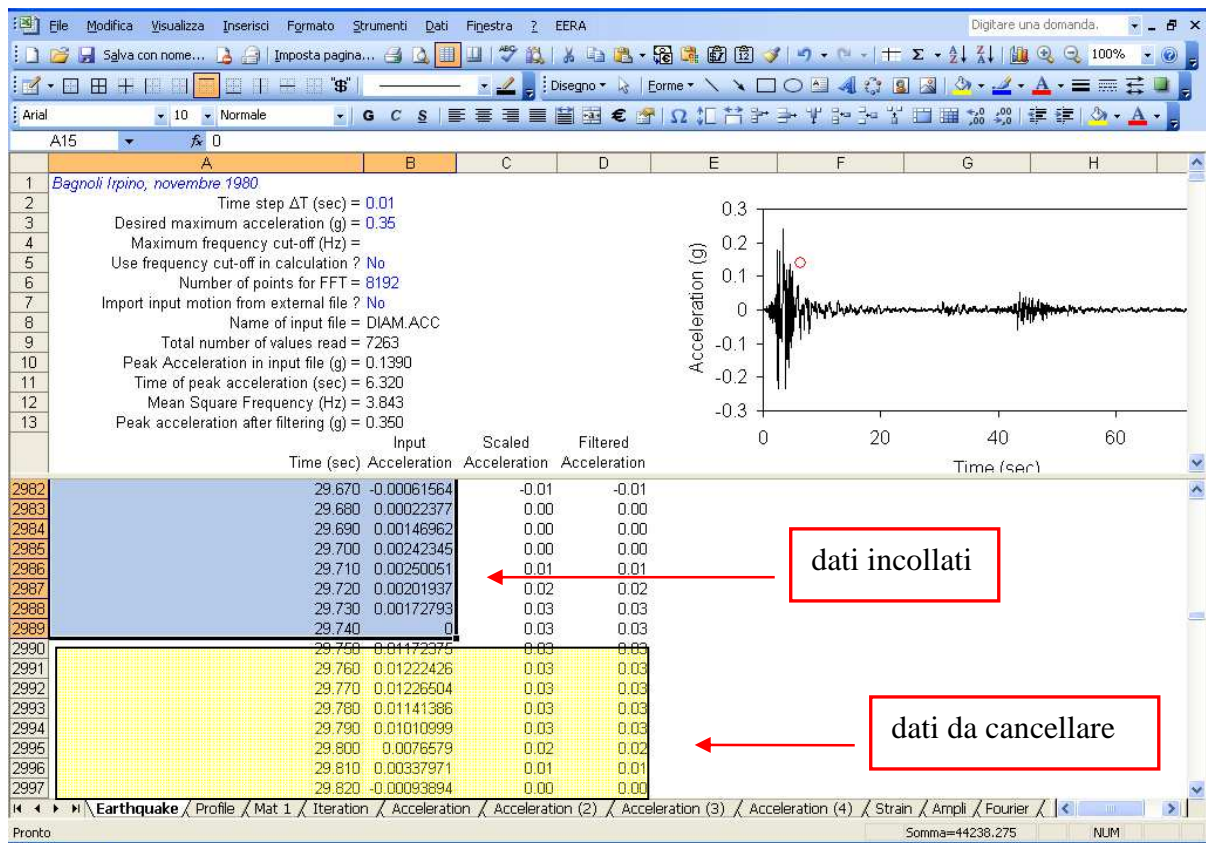 File Modifica Visualizza Inserisci Formato Strumenti Dati Finestra ? EERA Digitare una domanda.
Salva con nome... Imposta pagina... ABC Σ 100%
"$" Disegno Forme
Arial 10 Normale G C S € Ω
A15 fx 0
A B C D E F G H
1 Bagnoli Irpino, novembre 1980
2 Time step ΔT (sec) = 0.01
3 Desired maximum acceleration (g) = 0.35
4 Maximum frequency cut-off (Hz) =
5 Use frequency cut-off in calculation ? No
6 Number of points for FFT = 8192
7 Import input motion from external file ? No
8 Name of input file = DIAM.ACC
9 Total number of values read = 7263
10 Peak Acceleration in input file (g) = 0.1390
11 Time of peak acceleration (sec) = 6.320
12 Mean Square Frequency (Hz) = 3.843
13 Peak acceleration after filtering (g) = 0.350
Input Scaled Filtered
Time (sec) Acceleration Acceleration Acceleration
Acceleration (g)
0.3
0.2
0.1
0
-0.1
-0.2
-0.3
0 20 40 60
Time (sec)
2982 29.670 -0.00061564 -0.01 -0.01
2983 29.680 0.00022377 0.00 0.00
2984 29.690 0.00146962 0.00 0.00
2985 29.700 0.00242345 0.00 0.00
2986 29.710 0.00250051 0.01 0.01
2987 29.720 0.00201937 0.02 0.02
2988 29.730 0.00172793 0.03 0.03
2989 29.740 0 0.03 0.03
2990 29.750 0.01172375 0.03 0.03
2991 29.760 0.01222426 0.03 0.03
2992 29.770 0.01226504 0.03 0.03
2993 29.780 0.01141386 0.03 0.03
2994 29.790 0.01010999 0.03 0.03
2995 29.800 0.0076579 0.02 0.02
2996 29.810 0.00337971 0.01 0.01
2997 29.820 -0.00093894 0.00 0.00
dati incollati
dati da cancellare
Earthquake Profile Mat 1 Iteration Acceleration Acceleration (2) Acceleration (3) Acceleration (4) Strain Ampli Fourier
Pronto Somma=44238.275 NUM